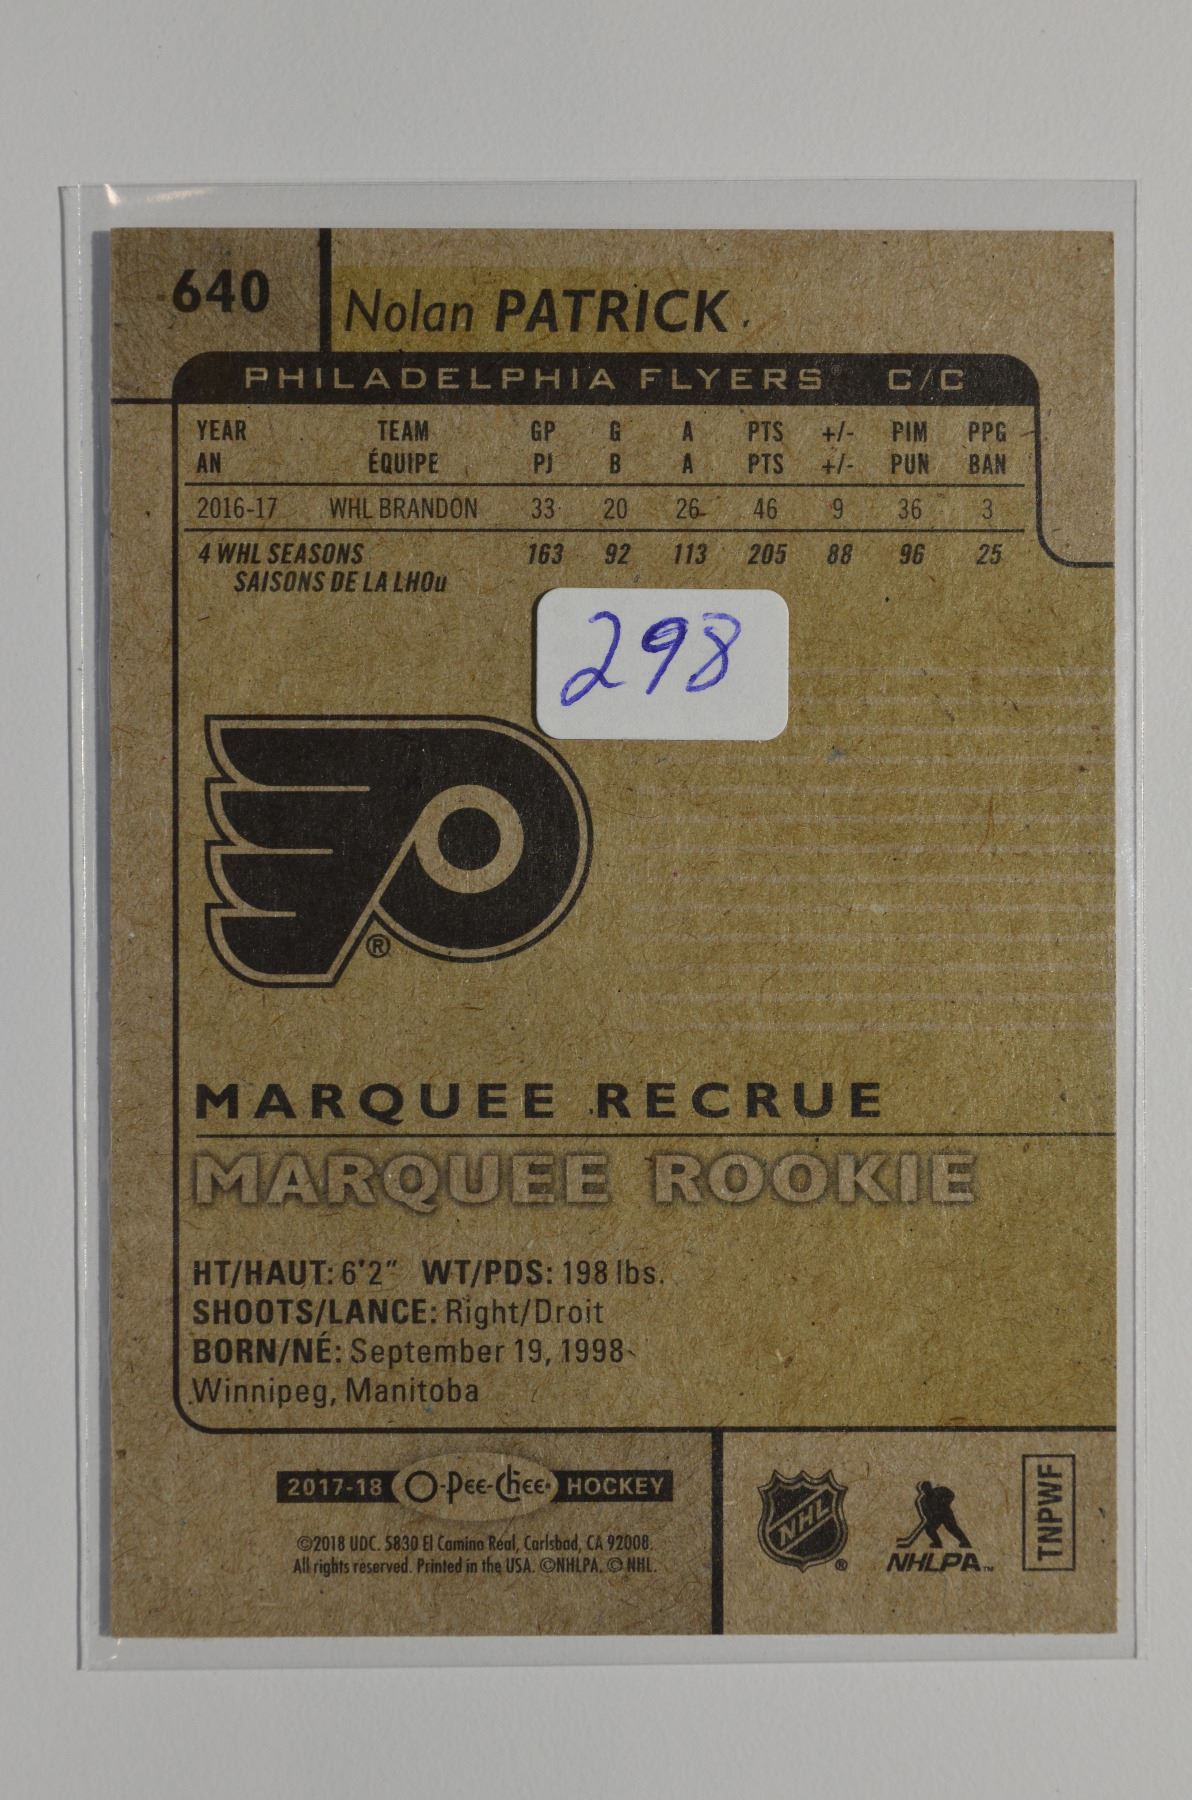 640
Nolan PATRICK
PHILADELPHIA FLYERS® C/C
YEAR TEAM GP G A PTS +/- PIM PPG
AN ÉQUIPE PJ B A PTS +/- PUN BAN
2016-17 WHL BRANDON 33 20 26 46 9 36 3
4 WHL SEASONS 163 92 113 205 88 96 25
SAISONS DE LA LHOu
298
®
MARQUEE RECRUE
MARQUEE ROOKIE
HT/HAUT: 6'2" WT/PDS: 198 lbs.
SHOOTS/LANCE: Right/Droit
BORN/NÉ: September 19, 1998
Winnipeg, Manitoba
2017-18 O-Pee-Chee HOCKEY
©2018 UDC. 5830 El Camino Real, Carlsbad, CA 92008.
All rights reserved. Printed in the USA. ©NHLPA. © NHL.
NHL®
NHLPA™
TNPWF